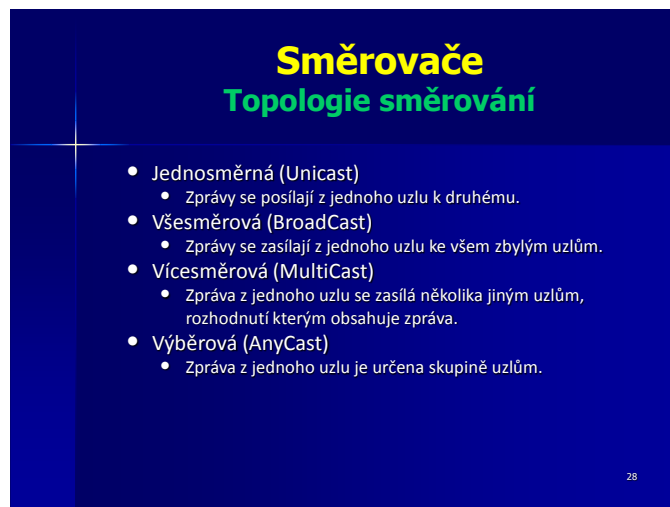 Směrovače
Topologie směrování
• Jednosměrná (Unicast)
• Zprávy se posílají z jednoho uzlu k druhému.
• Všesměrová (BroadCast)
• Zprávy se zasílají z jednoho uzlu ke všem zbylým uzlům.
• Vícesměrová (MultiCast)
• Zpráva z jednoho uzlu se zasílá několika jiným uzlům,
rozhodnutí kterým obsahuje zpráva.
• Výběrová (AnyCast)
• Zpráva z jednoho uzlu je určena skupině uzlům.
28